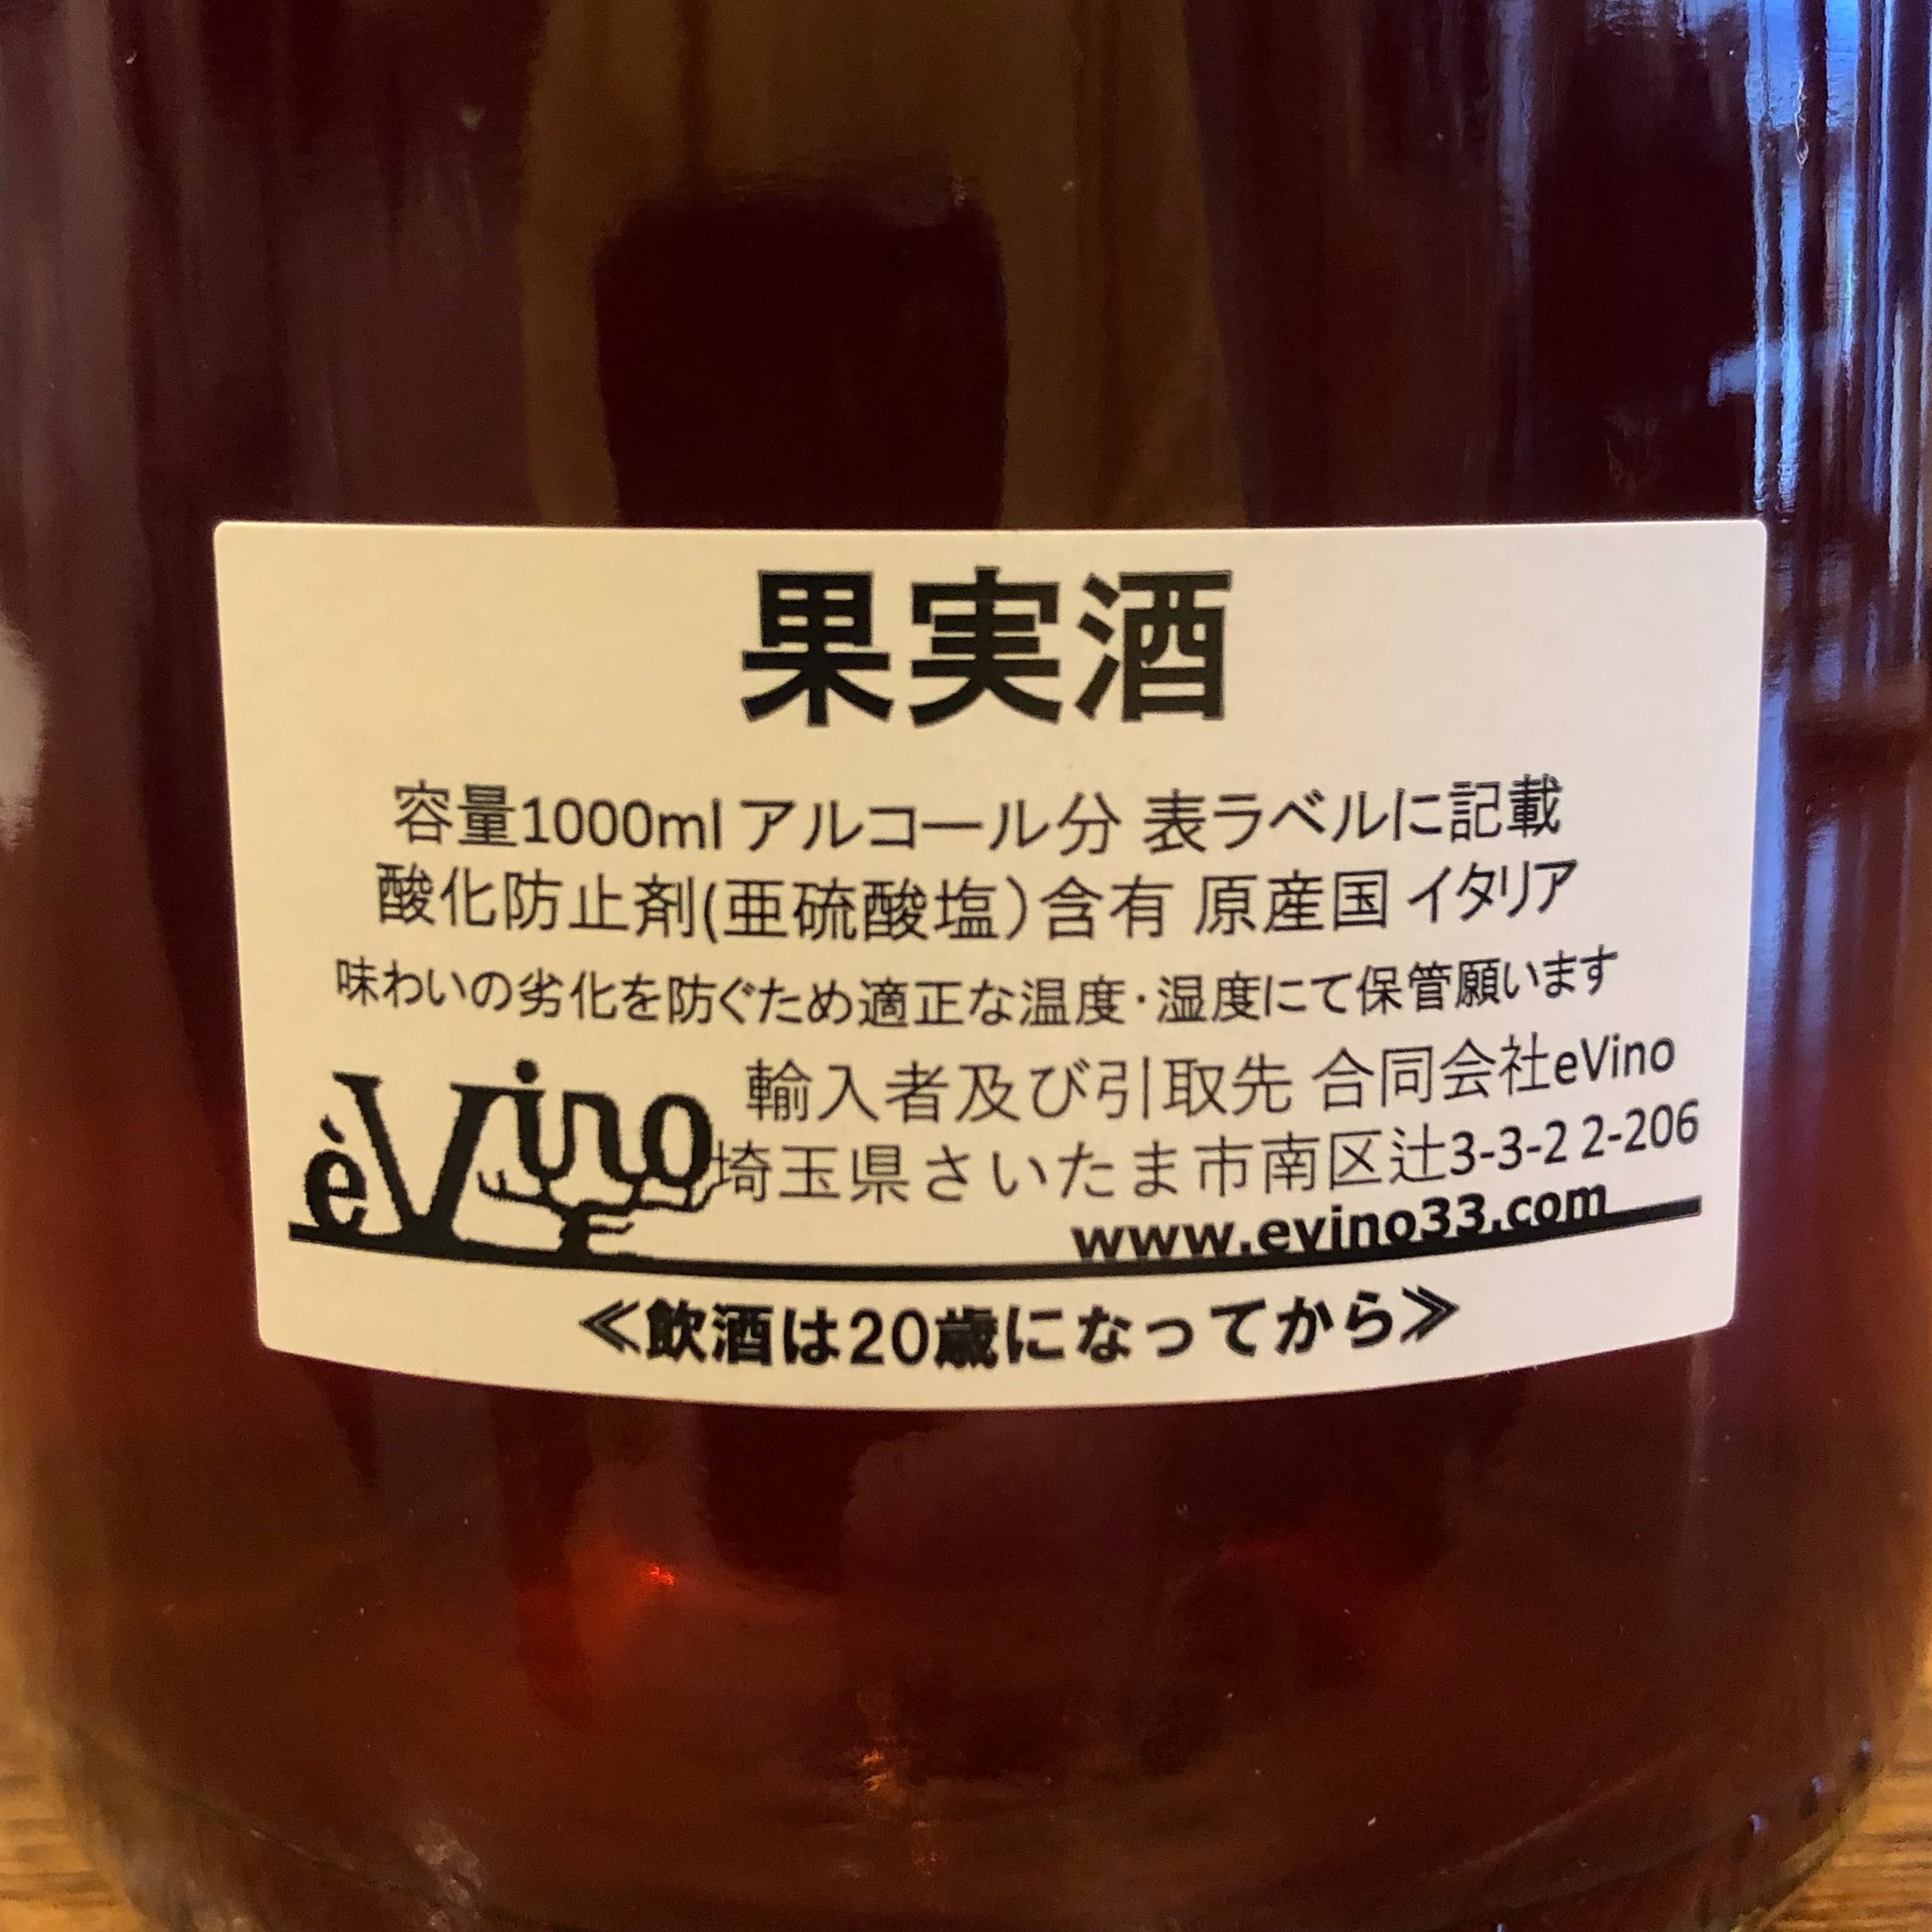 果実酒
容量1000ml アルコール分 表ラベルに記載
酸化防止剤(亜硫酸塩)含有 原産国 イタリア
味わいの劣化を防ぐため適正な温度・湿度にて保管願います
èVino
輸入者及び引取先 合同会社eVino
埼玉県さいたま市南区辻3-3-2 2-206
www.evino33.com
≪飲酒は20歳になってから≫